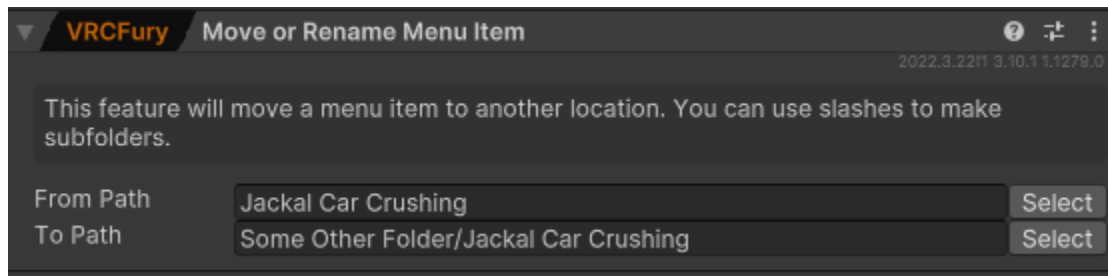 VRCFury Move or Rename Menu Item
2022.3.22f1 3.10.1 1.1279.0
This feature will move a menu item to another location. You can use slashes to make
subfolders.
From Path Jackal Car Crushing Select
To Path Some Other Folder/Jackal Car Crushing Select